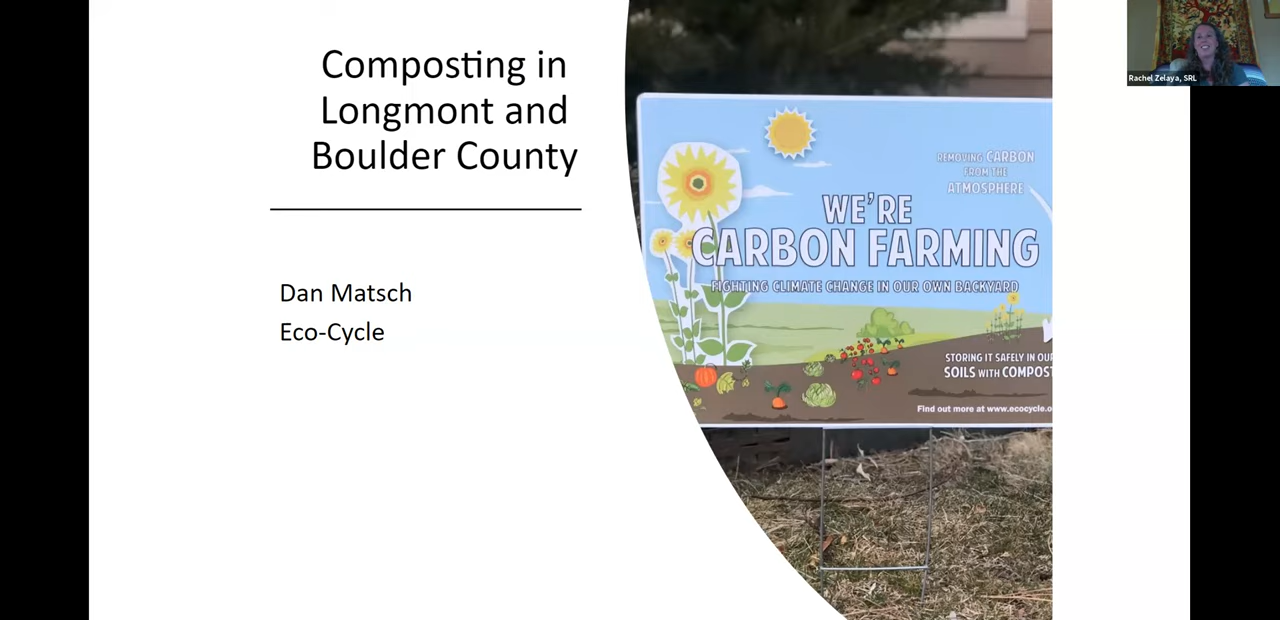 Composting in
Longmont and
Boulder County
Dan Matsch
Eco-Cycle
REMOVING CARBON
FROM THE
ATMOSPHERE
WE'RE
CARBON FARMING
FIGHTING CLIMATE CHANGE IN OUR OWN BACKYARD
STORING IT SAFELY IN OUR
SOILS WITH COMPOST
Find out more at www.ecocycle.o
Rachel Zelaya, SRL